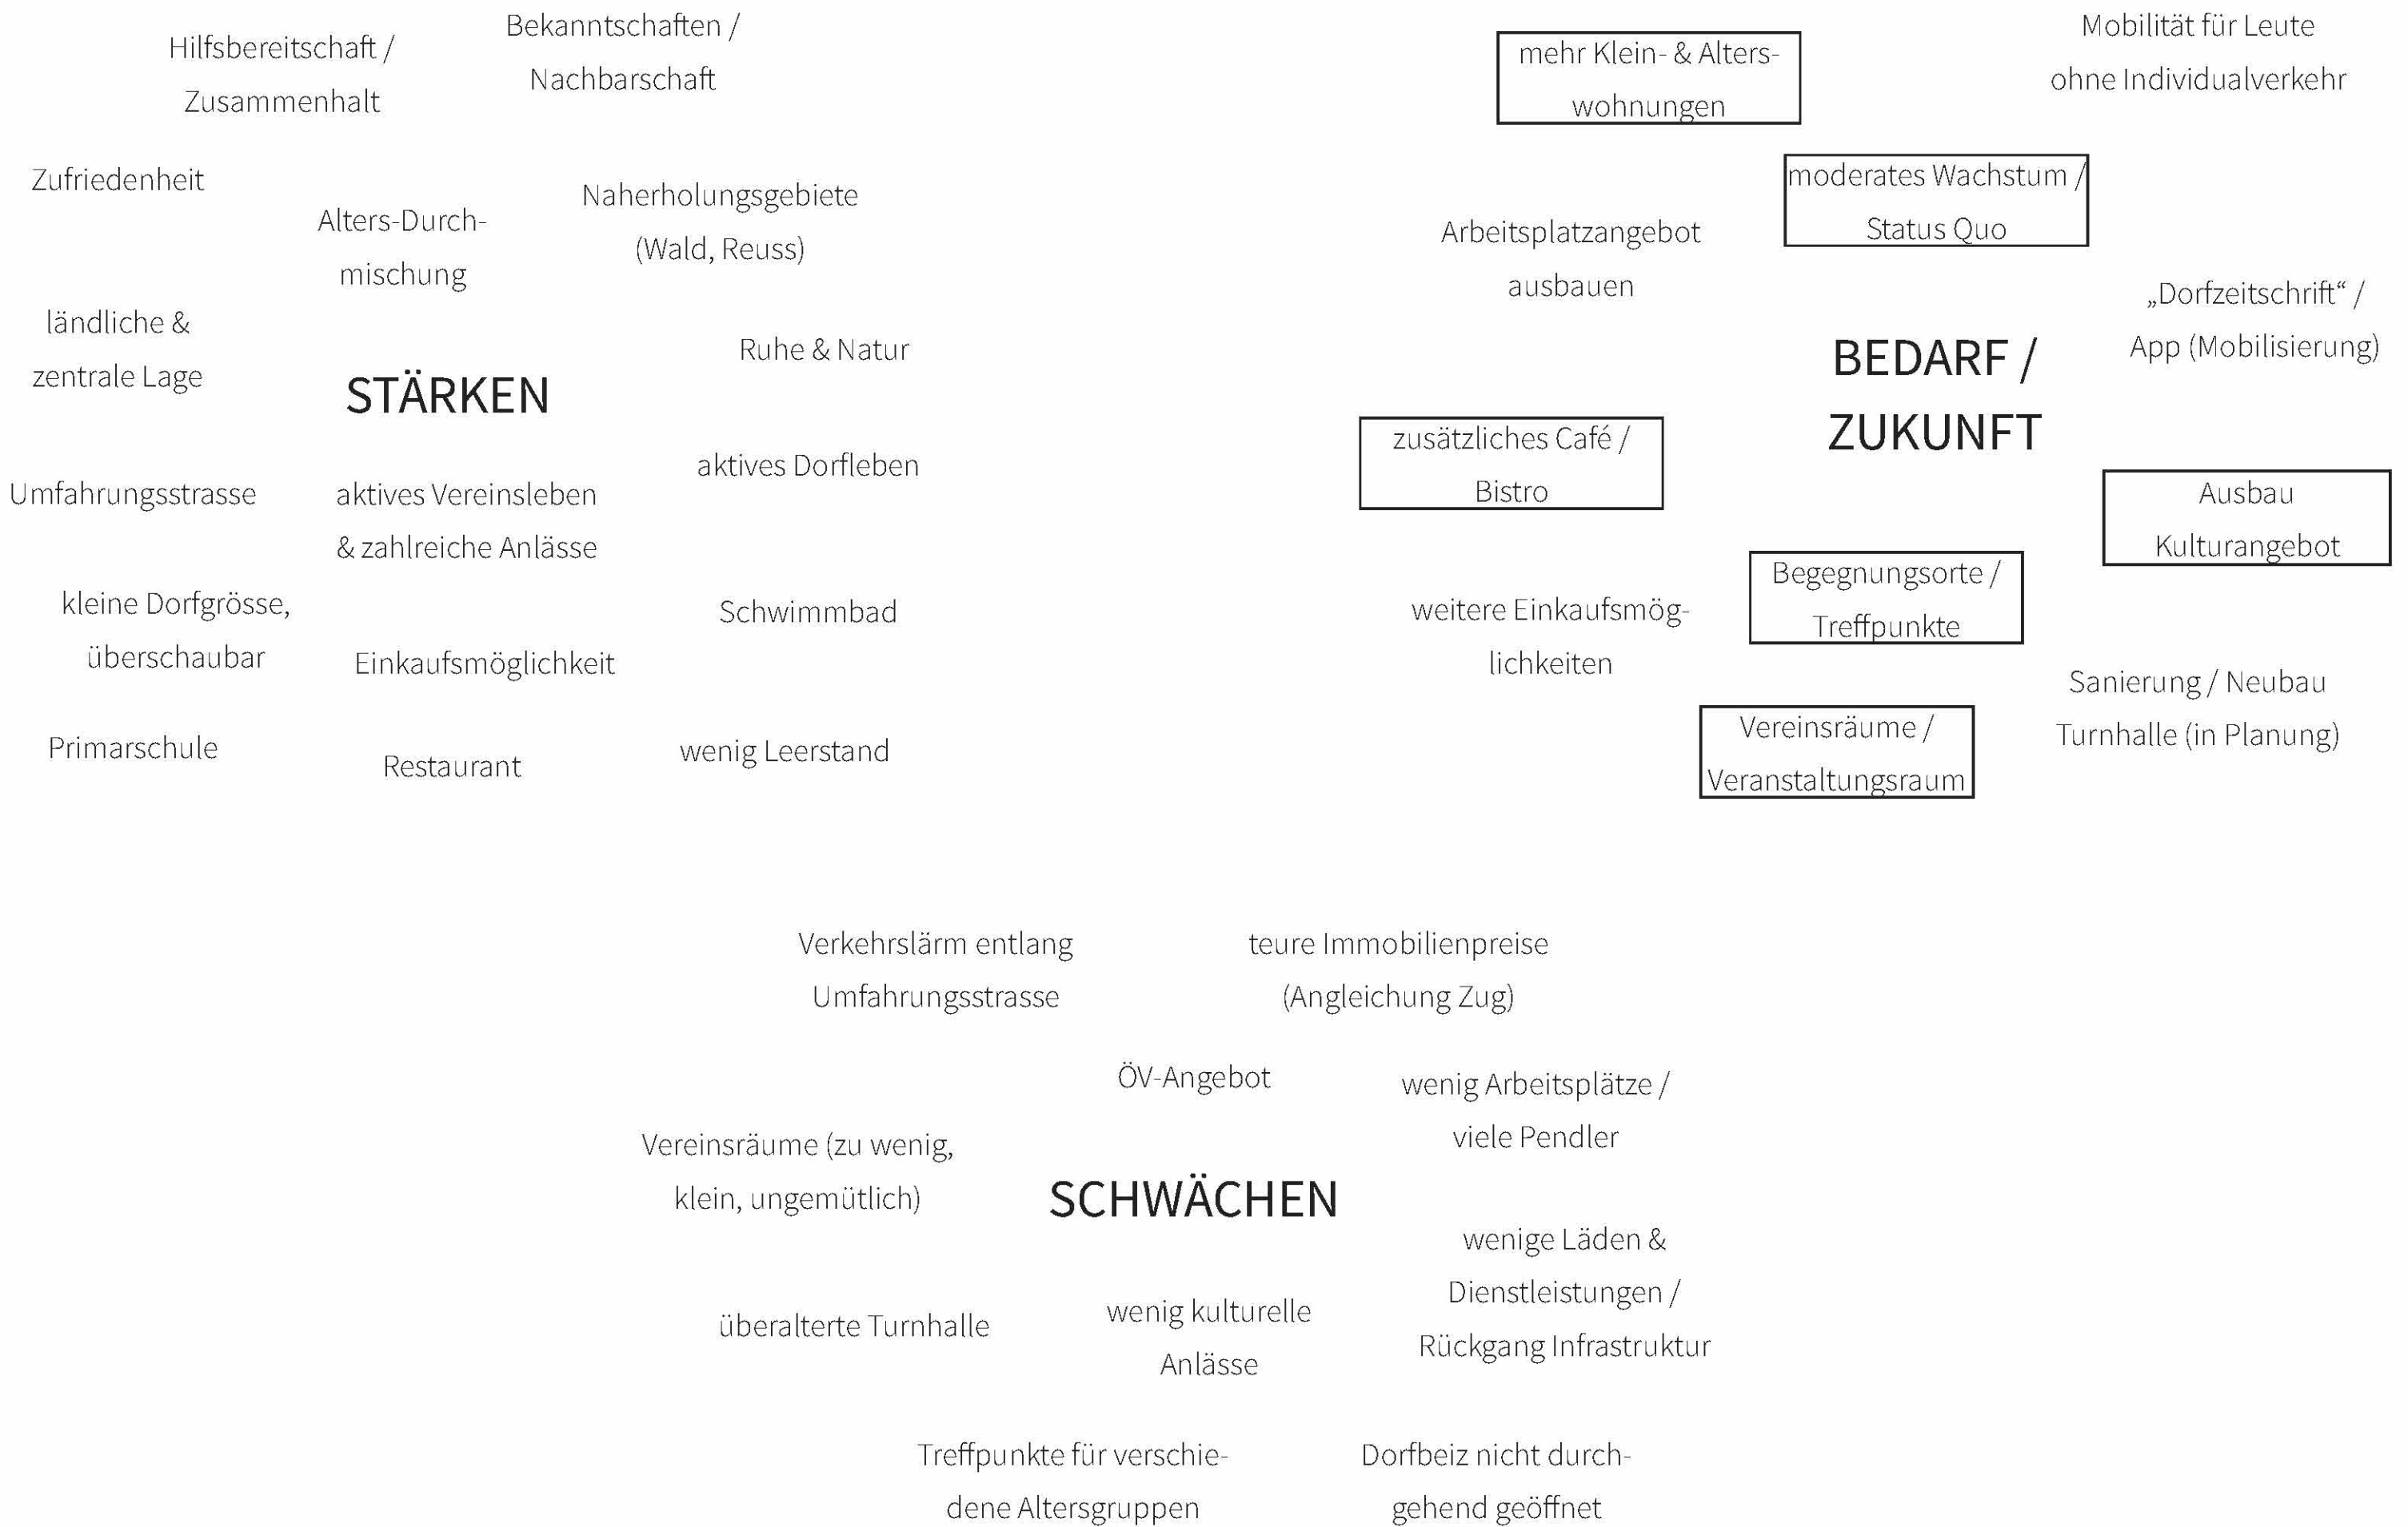 Hilfsbereitschaft /
Zusammenhalt
Bekanntschaften /
Nachbarschaft
Zufriedenheit
Alters-Durch-
mischung
Naherholungsgebiete
(Wald, Reuss)
ländliche &
zentrale Lage
Ruhe & Natur
STÄRKEN
aktives Dorfleben
Umfahrungsstrasse
aktives Vereinsleben
& zahlreiche Anlässe
kleine Dorfgrösse,
überschaubar
Schwimmbad
Einkaufsmöglichkeit
Primarschule
Restaurant
wenig Leerstand
mehr Klein- & Alters-
wohnungen
Mobilität für Leute
ohne Individualverkehr
moderates Wachstum /
Status Quo
Arbeitsplatzangebot
ausbauen
„Dorfzeitschrift“ /
App (Mobilisierung)
BEDARF /
ZUKUNFT
zusätzliches Café /
Bistro
Ausbau
Kulturangebot
Begegnungsorte /
Treffpunkte
weitere Einkaufsmög-
lichkeiten
Sanierung / Neubau
Turnhalle (in Planung)
Vereinsräume /
Veranstaltungsraum
Verkehrslärm entlang
Umfahrungsstrasse
teure Immobilienpreise
(Angleichung Zug)
ÖV-Angebot
wenig Arbeitsplätze /
viele Pendler
Vereinsräume (zu wenig,
klein, ungemütlich)
SCHWÄCHEN
wenige Läden &
Dienstleistungen /
Rückgang Infrastruktur
überalterte Turnhalle
wenig kulturelle
Anlässe
Treffpunkte für verschie-
dene Altersgruppen
Dorfbeiz nicht durch-
gehend geöffnet